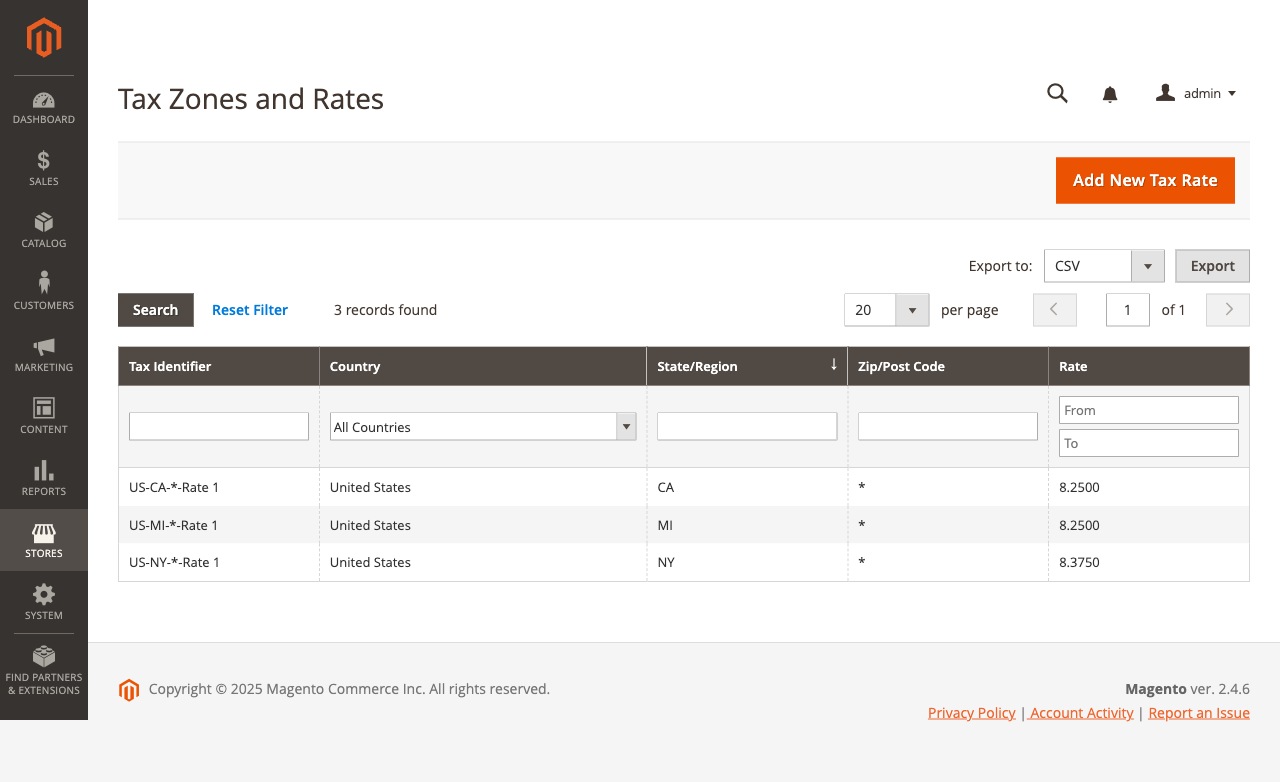 DASHBOARD
SALES
CATALOG
CUSTOMERS
MARKETING
CONTENT
REPORTS
STORES
SYSTEM
FIND PARTNERS
& EXTENSIONS
Tax Zones and Rates
admin
Add New Tax Rate
Export to: CSV Export
Search Reset Filter 3 records found 20 per page 1 of 1
Tax Identifier Country State/Region ↓ Zip/Post Code Rate
From
All Countries
To
US-CA-*-Rate 1 United States CA * 8.2500
US-MI-*-Rate 1 United States MI * 8.2500
US-NY-*-Rate 1 United States NY * 8.3750
Copyright © 2025 Magento Commerce Inc. All rights reserved. Magento ver. 2.4.6
Privacy Policy | Account Activity | Report an Issue